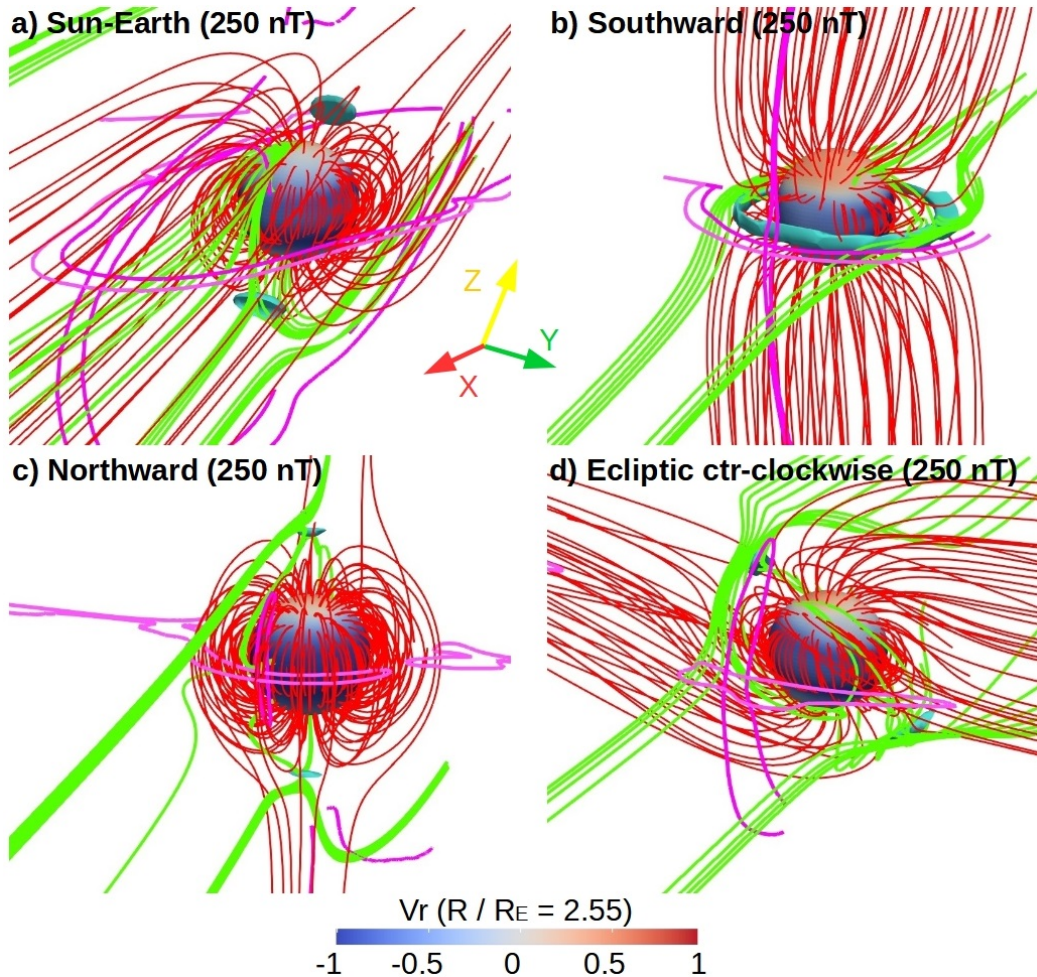 a) Sun-Earth (250 nT)
b) Southward (250 nT)
Z
Y
X
c) Northward (250 nT)
d) Ecliptic ctr-clockwise (250 nT)
Vr (R / RE = 2.55)
-1 -0.5 0 0.5 1